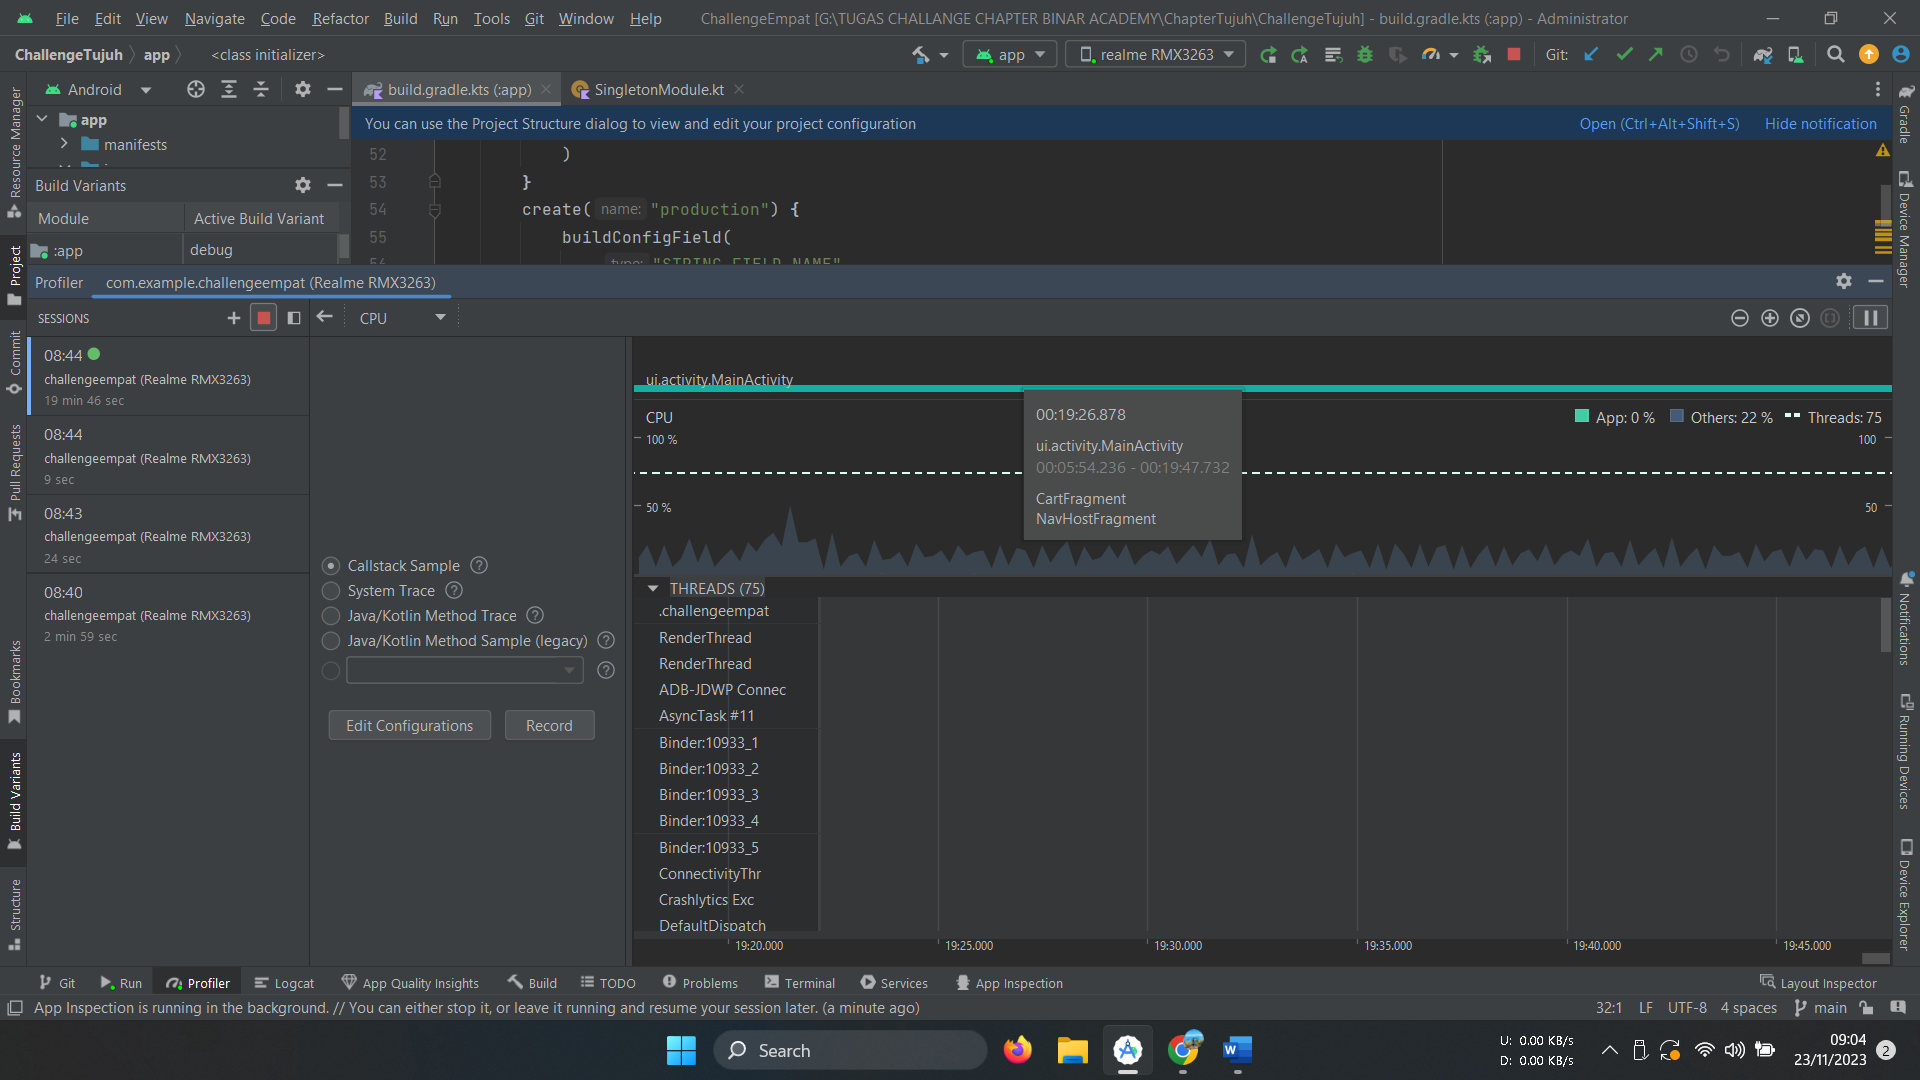 File Edit View Navigate Code Refactor Build Run Tools Git Window Help ChallengeEmpat [G:\TUGAS CHALLANGE CHAPTER BINAR ACADEMY\ChapterTujuh\ChallengeTujuh] - build.gradle.kts (:app) - Administrator
ChallengeTujuh app <class initializer> app realme RMX3263 Git:
Android build.gradle.kts (:app) SingletonModule.kt
app
manifests
You can use the Project Structure dialog to view and edit your project configuration Open (Ctrl+Alt+Shift+S) Hide notification
52 )
53 }
54 create( name: "production") {
55 buildConfigField(
56 type: "STRING_FIELD_NAME"
Build Variants
Module Active Build Variant
:app debug
Profiler com.example.challengeempat (Realme RMX3263)
SESSIONS CPU
08:44
challengeempat (Realme RMX3263)
19 min 46 sec
08:44
challengeempat (Realme RMX3263)
9 sec
08:43
challengeempat (Realme RMX3263)
24 sec
08:40
challengeempat (Realme RMX3263)
2 min 59 sec
Callstack Sample
System Trace
Java/Kotlin Method Trace
Java/Kotlin Method Sample (legacy)
Edit Configurations Record
ui.activity.MainActivity
CPU App: 0 % Others: 22 % Threads: 75
100 % 100
50 % 50
00:19:26.878
ui.activity.MainActivity
00:05:54.236 - 00:19:47.732
CartFragment
NavHostFragment
THREADS (75)
.challengeempat
RenderThread
RenderThread
ADB-JDWP Connec
AsyncTask #11
Binder:10933_1
Binder:10933_2
Binder:10933_3
Binder:10933_4
Binder:10933_5
ConnectivityThr
Crashlytics Exc
DefaultDispatch
19:20.000 19:25.000 19:30.000 19:35.000 19:40.000 19:45.000
Resource Manager
Project
Commit
Pull Requests
Bookmarks
Build Variants
Structure
Gradle
Device Manager
Notifications
Running Devices
Device Explorer
Git Run Profiler Logcat App Quality Insights Build TODO Problems Terminal Services App Inspection Layout Inspector
App Inspection is running in the background. // You can either stop it, or leave it running and resume your session later. (a minute ago) 32:1 LF UTF-8 4 spaces main
Search
U: 0.00 KB/s
D: 0.00 KB/s
09:04
23/11/2023
2